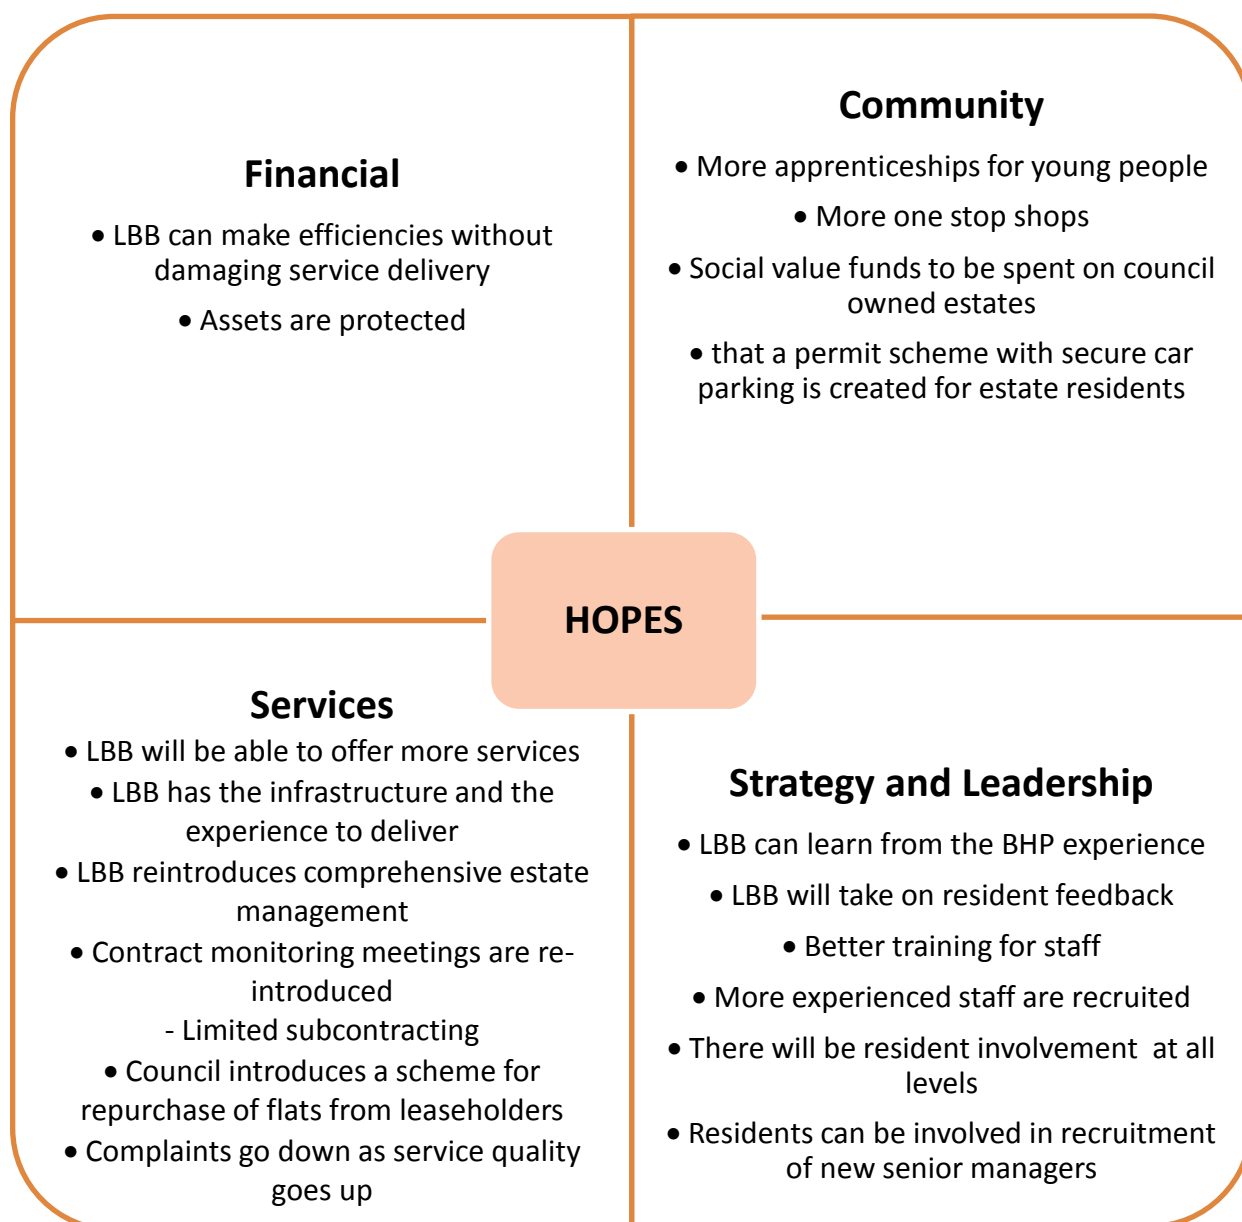 Financial
• LBB can make efficiencies without
damaging service delivery
• Assets are protected
Community
• More apprenticeships for young people
• More one stop shops
• Social value funds to be spent on council
owned estates
• that a permit scheme with secure car
parking is created for estate residents
HOPES
Services
• LBB will be able to offer more services
• LBB has the infrastructure and the
experience to deliver
• LBB reintroduces comprehensive estate
management
• Contract monitoring meetings are re-
introduced
- Limited subcontracting
• Council introduces a scheme for
repurchase of flats from leaseholders
• Complaints go down as service quality
goes up
Strategy and Leadership
• LBB can learn from the BHP experience
• LBB will take on resident feedback
• Better training for staff
• More experienced staff are recruited
• There will be resident involvement  at all
levels
• Residents can be involved in recruitment
of new senior managers